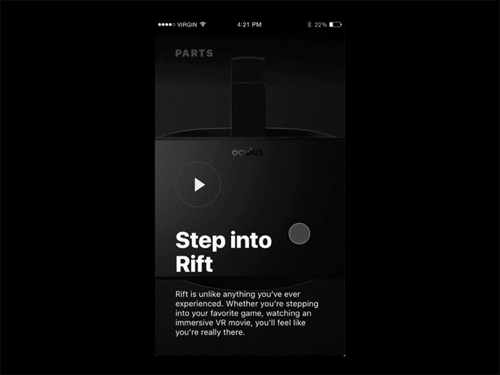 VIRGIN 4:21 PM 22%
PARTS
oculus
Step into
Rift
Rift is unlike anything you've ever
experienced. Whether you're stepping
into your favorite game, watching an
immersive VR movie, you'll feel like
you're really there.